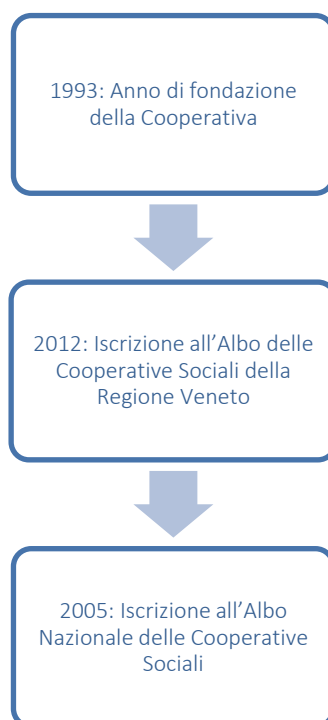 1993: Anno di fondazione
della Cooperativa
2012: Iscrizione all’Albo delle
Cooperative Sociali della
Regione Veneto
2005: Iscrizione all’Albo
Nazionale delle Cooperative
Sociali